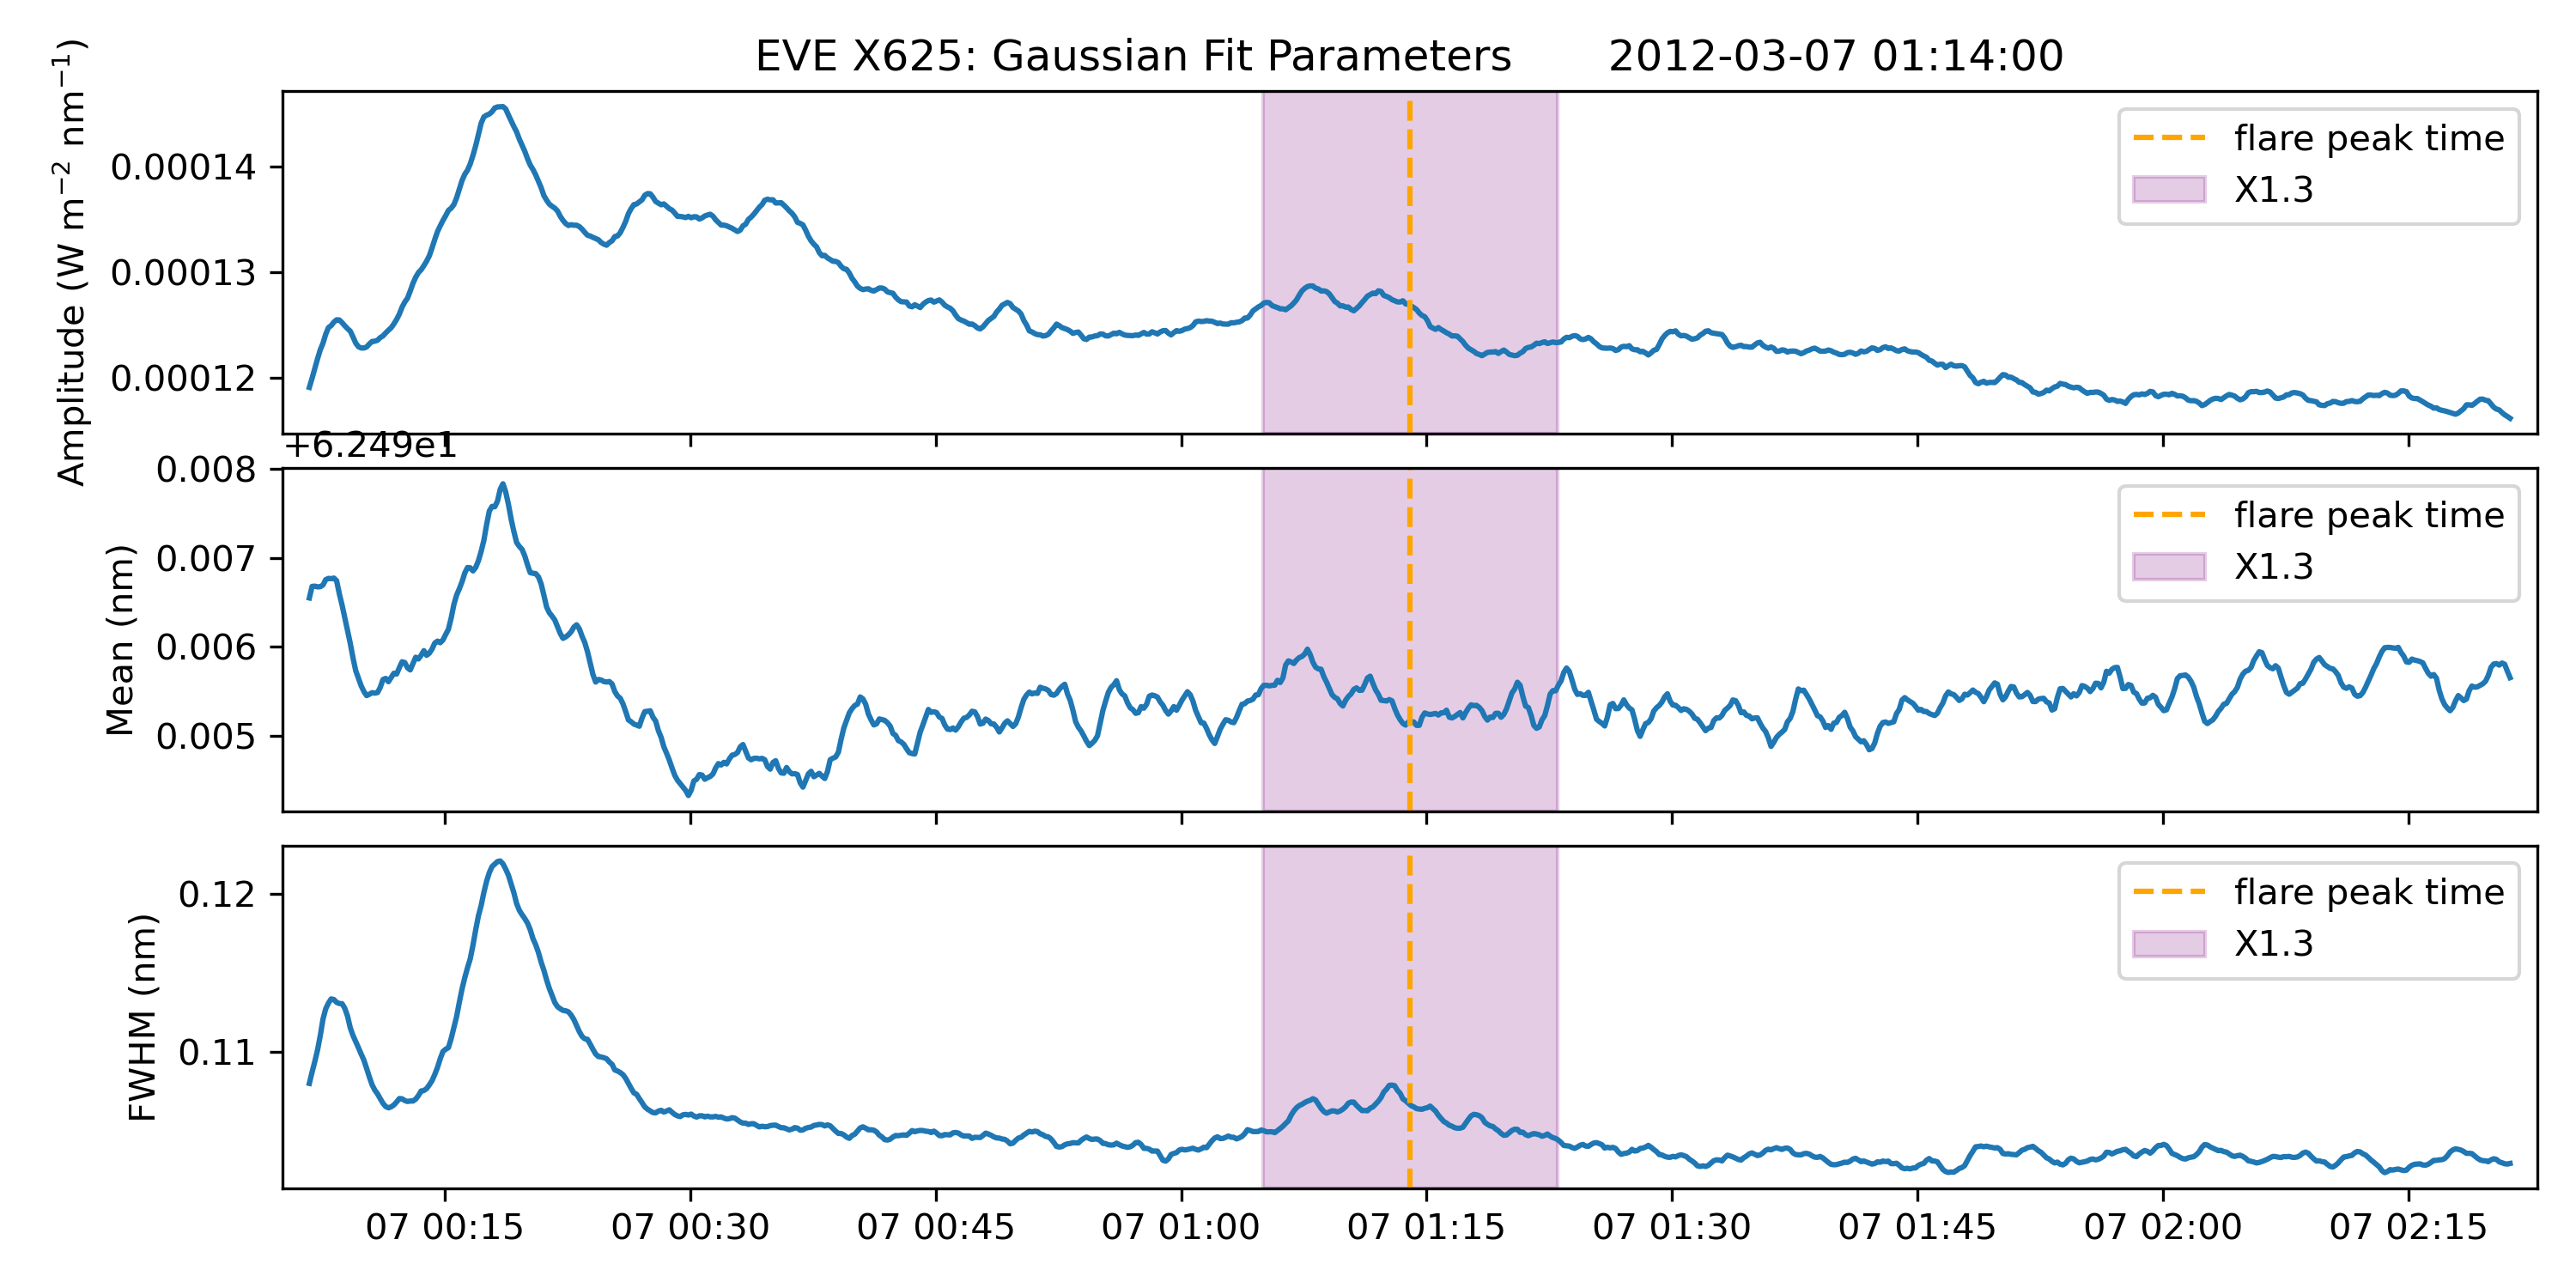 EVE X625: Gaussian Fit Parameters 2012-03-07 01:14:00
Amplitude (W m⁻² nm⁻¹)
0.00014
0.00013
0.00012
flare peak time
X1.3
+6.249e1
Mean (nm)
0.008
0.007
0.006
0.005
flare peak time
X1.3
FWHM (nm)
0.12
0.11
flare peak time
X1.3
07 00:15 07 00:30 07 00:45 07 01:00 07 01:15 07 01:30 07 01:45 07 02:00 07 02:15